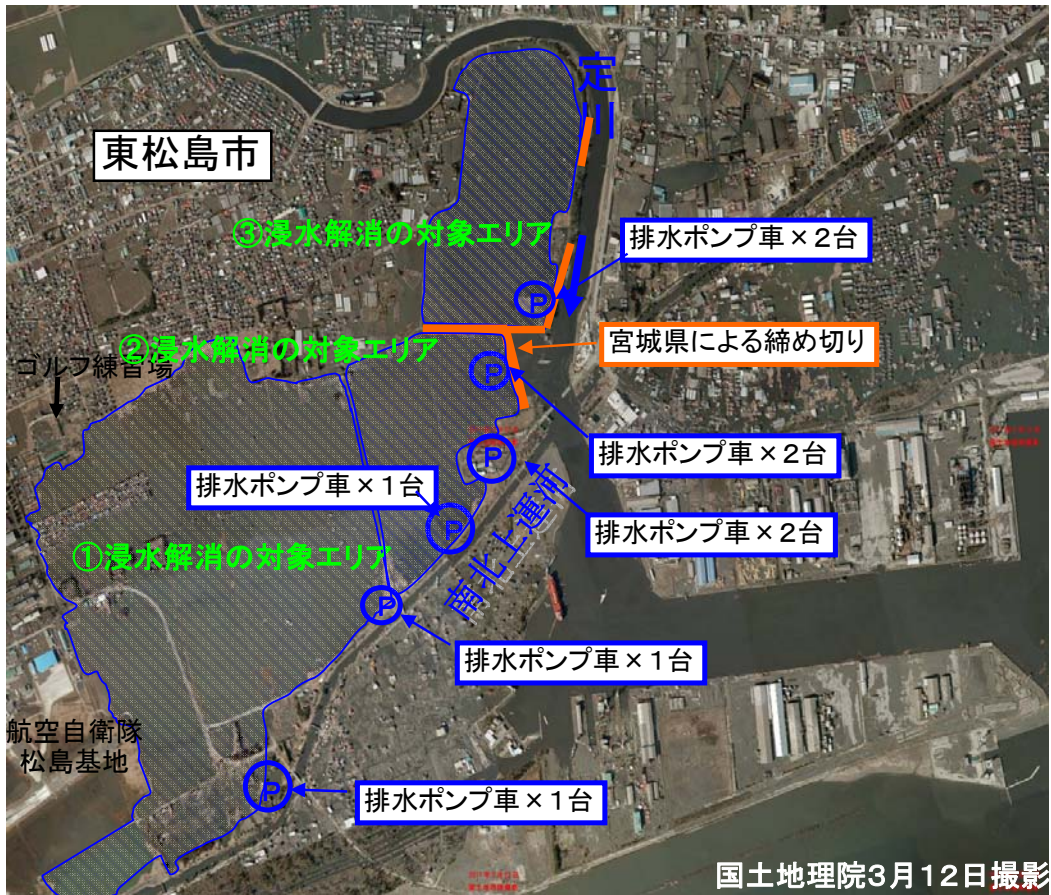 定川
東松島市
③浸水解消の対象エリア
排水ポンプ車×2台
P
宮城県による締め切り
②浸水解消の対象エリア
ゴルフ練習場
P
排水ポンプ車×2台
P
排水ポンプ車×1台
P
南北上運河
排水ポンプ車×2台
①浸水解消の対象エリア
P
排水ポンプ車×1台
航空自衛隊
松島基地
P
排水ポンプ車×1台
国土地理院3月12日撮影